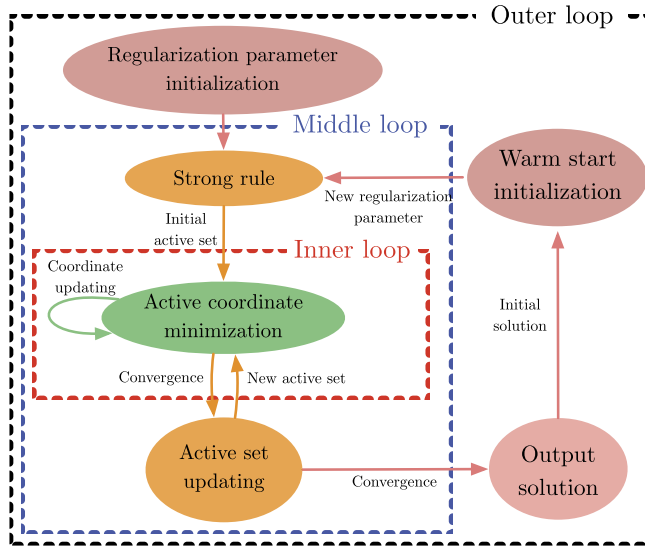 Outer loop
Regularization parameter
initialization
Middle loop
Strong rule
Warm start
initialization
New regularization
parameter
Initial
active set
Inner loop
Coordinate
updating
Active coordinate
minimization
Initial
solution
Convergence
New active set
Active set
updating
Convergence
Output
solution